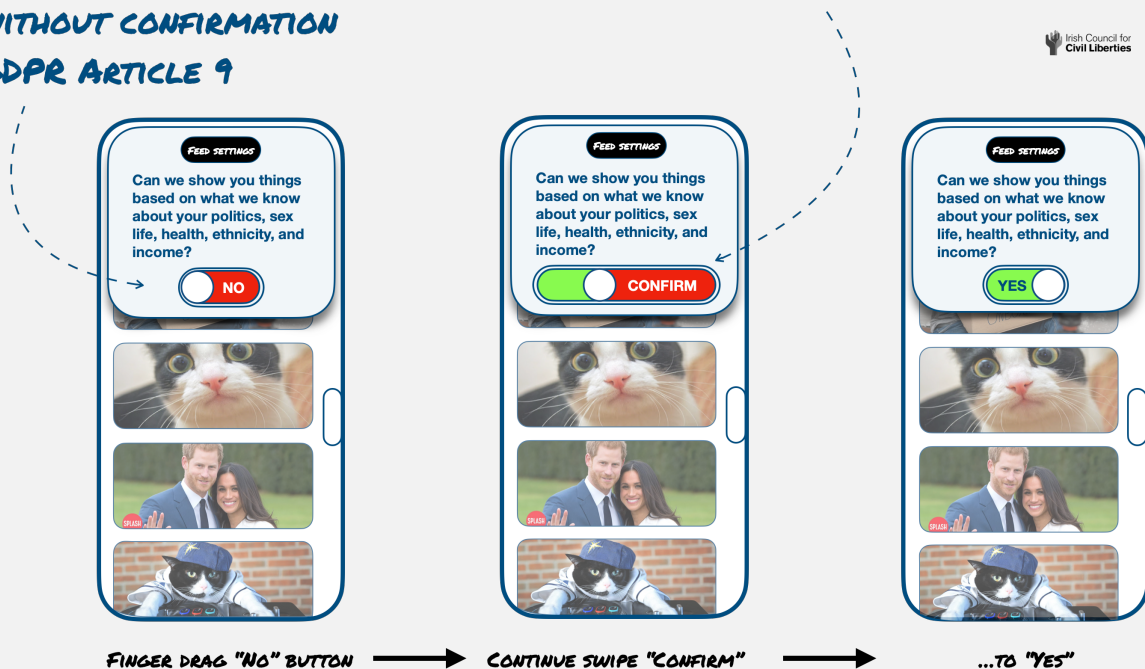 WITHOUT CONFIRMATION
GDPR ARTICLE 9
Irish Council for
Civil Liberties
FEED SETTINGS
Can we show you things
based on what we know
about your politics, sex
life, health, ethnicity, and
income?
NO
SPLASH
FINGER DRAG "NO" BUTTON
FEED SETTINGS
Can we show you things
based on what we know
about your politics, sex
life, health, ethnicity, and
income?
CONFIRM
SPLASH
CONTINUE SWIPE "CONFIRM"
FEED SETTINGS
Can we show you things
based on what we know
about your politics, sex
life, health, ethnicity, and
income?
YES
SPLASH
...TO "YES"